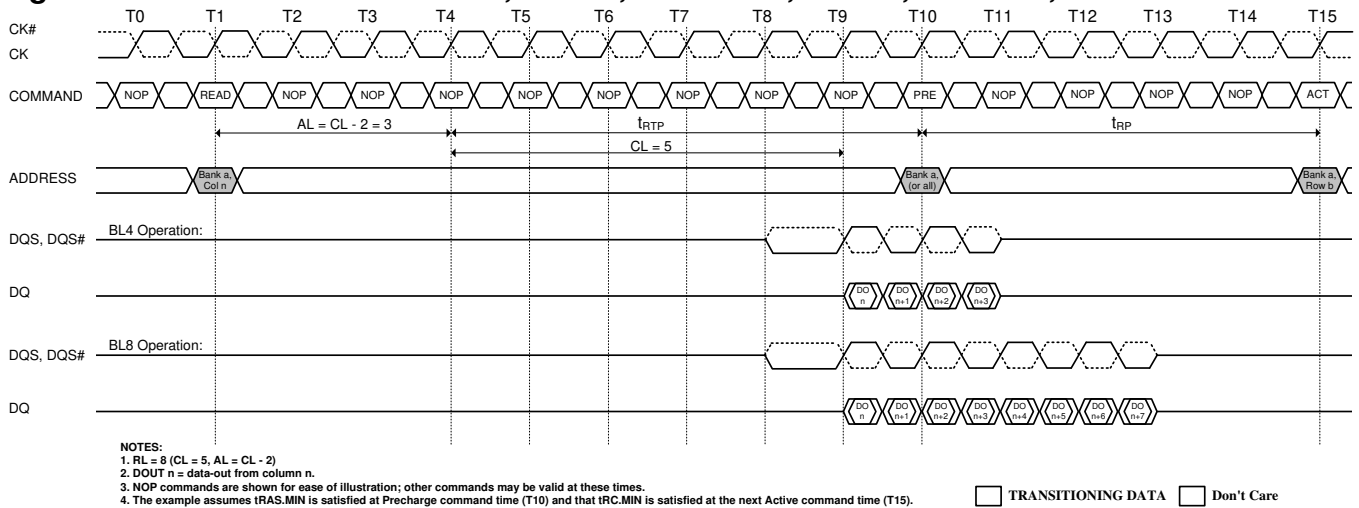 T0 T1 T2 T3 T4 T5 T6 T7 T8 T9 T10 T11 T12 T13 T14 T15
CK#
CK
COMMAND NOP READ NOP NOP NOP NOP NOP NOP NOP NOP PRE NOP NOP NOP NOP ACT
AL = CL - 2 = 3 tRTP tRP
CL = 5
ADDRESS Bank a, Col n Bank a, (or all) Bank a, Row b
BL4 Operation:
DQS, DQS#
DQ DO n DO n+1 DO n+2 DO n+3
BL8 Operation:
DQS, DQS#
DQ DO n DO n+1 DO n+2 DO n+3 DO n+4 DO n+5 DO n+6 DO n+7
NOTES:
1. RL = 8 (CL = 5, AL = CL - 2)
2. DOUT n = data-out from column n.
3. NOP commands are shown for ease of illustration; other commands may be valid at these times.
4. The example assumes tRAS.MIN is satisfied at Precharge command time (T10) and that tRC.MIN is satisfied at the next Active command time (T15).
TRANSITIONING DATA Don't Care